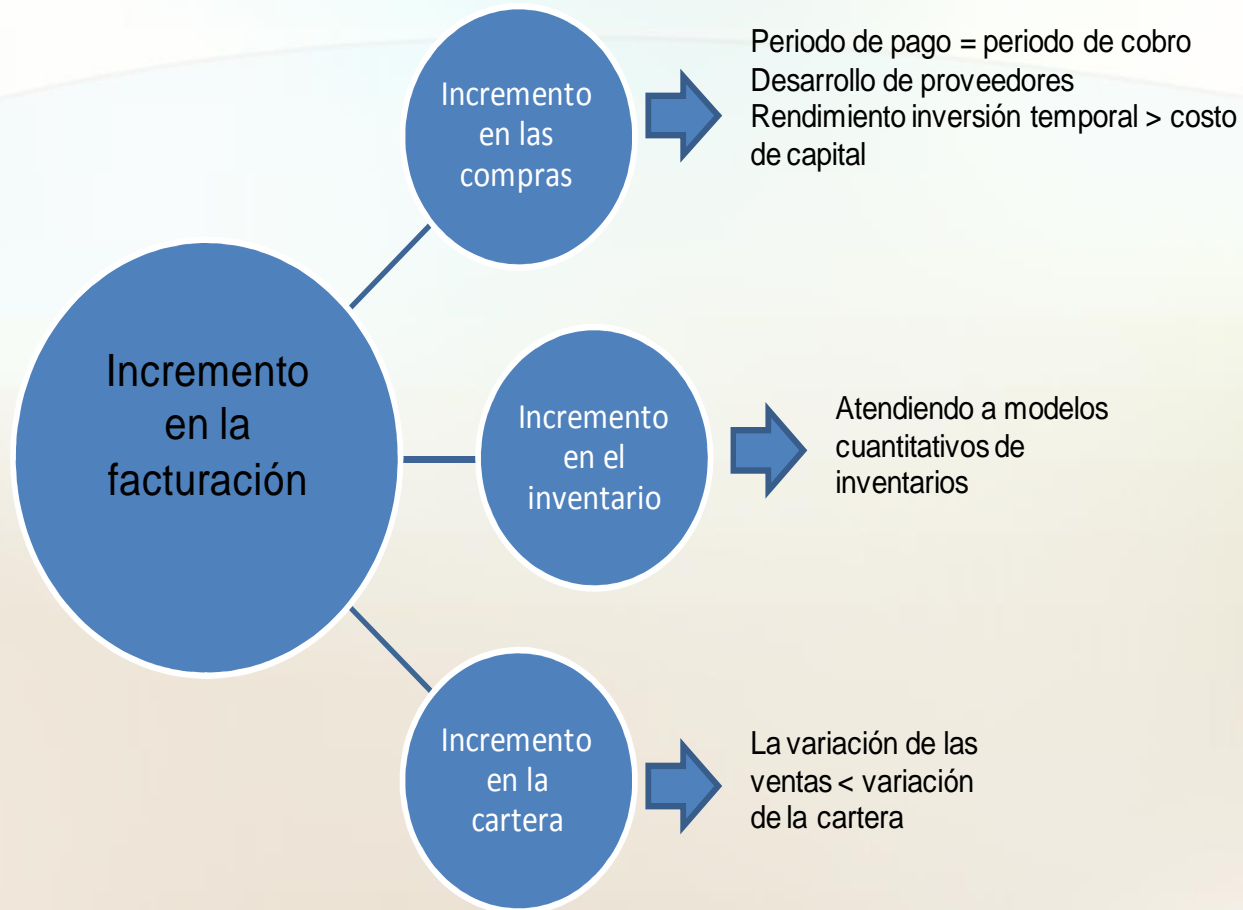 Incremento
en la
facturación
Incremento
en las
compras
Periodo de pago = periodo de cobro
Desarrollo de proveedores
Rendimiento inversión temporal > costo
de capital
Incremento
en el
inventario
Atendiendo a modelos
cuantitativos de
inventarios
Incremento
en la
cartera
La variación de las
ventas < variación
de la cartera